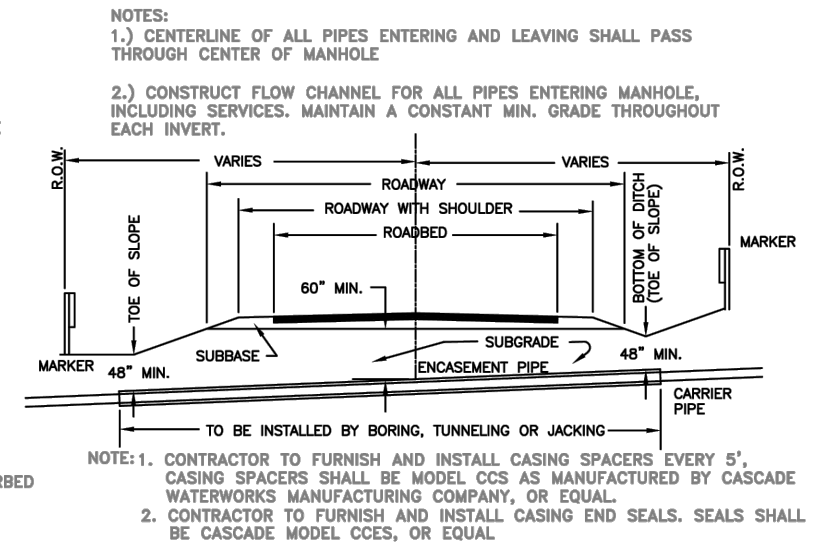 NOTES:
1.) CENTERLINE OF ALL PIPES ENTERING AND LEAVING SHALL PASS
THROUGH CENTER OF MANHOLE
2.) CONSTRUCT FLOW CHANNEL FOR ALL PIPES ENTERING MANHOLE,
INCLUDING SERVICES. MAINTAIN A CONSTANT MIN. GRADE THROUGHOUT
EACH INVERT.
R.O.W.
VARIES
VARIES
R.O.W.
ROADWAY
ROADWAY WITH SHOULDER
ROADBED
TOE OF SLOPE
BOTTOM OF DITCH
(TOE OF SLOPE)
MARKER
60" MIN.
SUBBASE
SUBGRADE
MARKER
48" MIN.
ENCASEMENT PIPE
48" MIN.
CARRIER
PIPE
TO BE INSTALLED BY BORING, TUNNELING OR JACKING
NOTE: 1. CONTRACTOR TO FURNISH AND INSTALL CASING SPACERS EVERY 5',
CASING SPACERS SHALL BE MODEL CCS AS MANUFACTURED BY CASCADE
WATERWORKS MANUFACTURING COMPANY, OR EQUAL.
2. CONTRACTOR TO FURNISH AND INSTALL CASING END SEALS. SEALS SHALL
BE CASCADE MODEL CCES, OR EQUAL